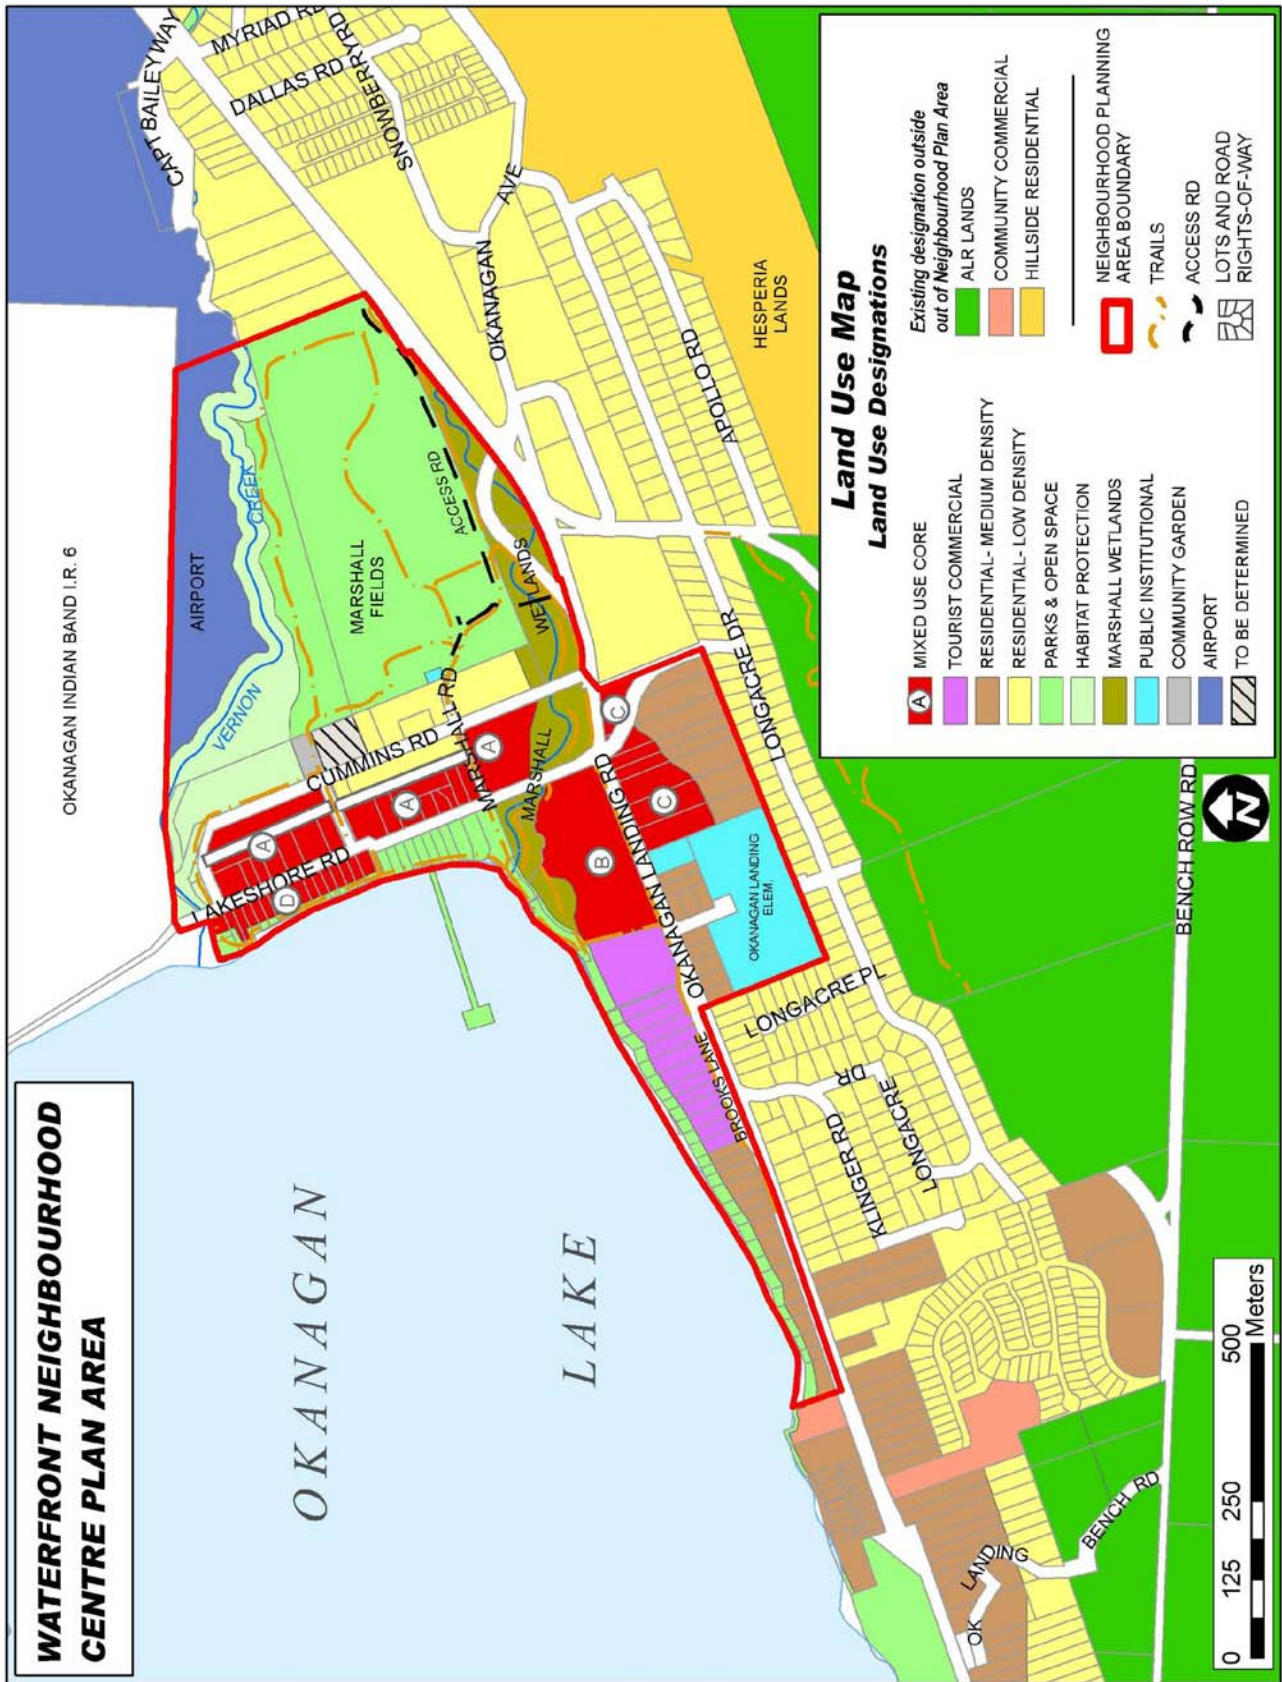 WATERFRONT NEIGHBOURHOOD
CENTRE PLAN AREA
OKANAGAN
LAKE
OKANAGAN INDIAN BAND I.R. 6
AIRPORT
VERNON
CREEK
MARSHALL
FIELDS
ACCESS RD
WETLANDS
MARSHALL
CAPT BAILEY WAY
MYRIAD RD
DALLAS RD
SNOWBERRY RD
OKANAGAN
AVE
APOLLO RD
HESPERIA
LANDS
CUMMINS RD
MARSHALL RD
LAKESHORE RD
A
A
A
D
B
C
C
OKANAGAN LANDING RD
OKANAGAN LANDING
ELEM.
LONGACRE DR
LONGACRE PL
BROOKS LANE
KLINGER RD
LONGACRE
DR
BENCH ROW RD
OK
LANDING
BENCH RD
0 125 250 500
Meters
N
Land Use Map
Land Use Designations
A MIXED USE CORE
TOURIST COMMERCIAL
RESIDENTIAL- MEDIUM DENSITY
RESIDENTIAL- LOW DENSITY
PARKS & OPEN SPACE
HABITAT PROTECTION
MARSHALL WETLANDS
PUBLIC INSTITUTIONAL
COMMUNITY GARDEN
AIRPORT
TO BE DETERMINED
Existing designation outside
out of Neighbourhood Plan Area
ALR LANDS
COMMUNITY COMMERCIAL
HILLSIDE RESIDENTIAL
NEIGHBOURHOOD PLANNING
AREA BOUNDARY
TRAILS
ACCESS RD
LOTS AND ROAD
RIGHTS-OF-WAY